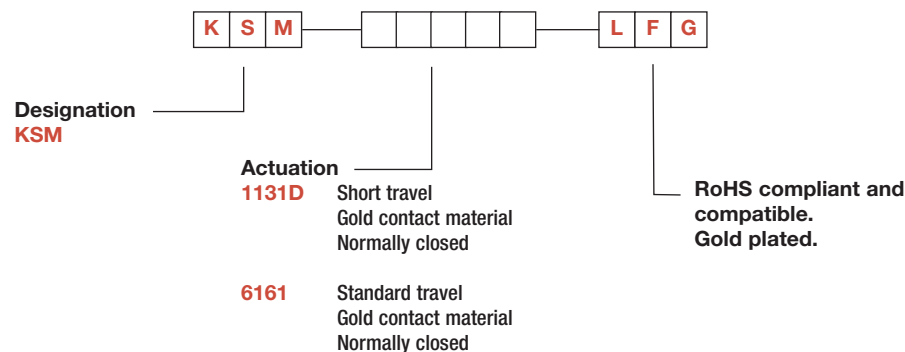 K S M L F G
Designation
KSM
Actuation
1131D Short travel
Gold contact material
Normally closed
6161 Standard travel
Gold contact material
Normally closed
RoHS compliant and
compatible.
Gold plated.